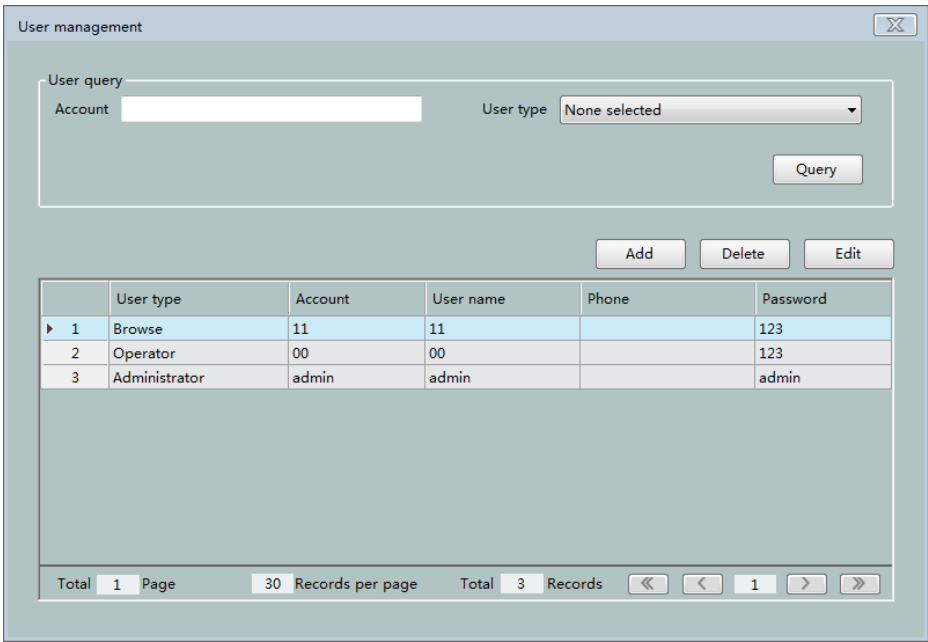 User management
User query
Account User type None selected
Query
Add Delete Edit
User type Account User name Phone Password
1 Browse 11 11 123
2 Operator 00 00 123
3 Administrator admin admin admin
Total 1 Page 30 Records per page Total 3 Records 1